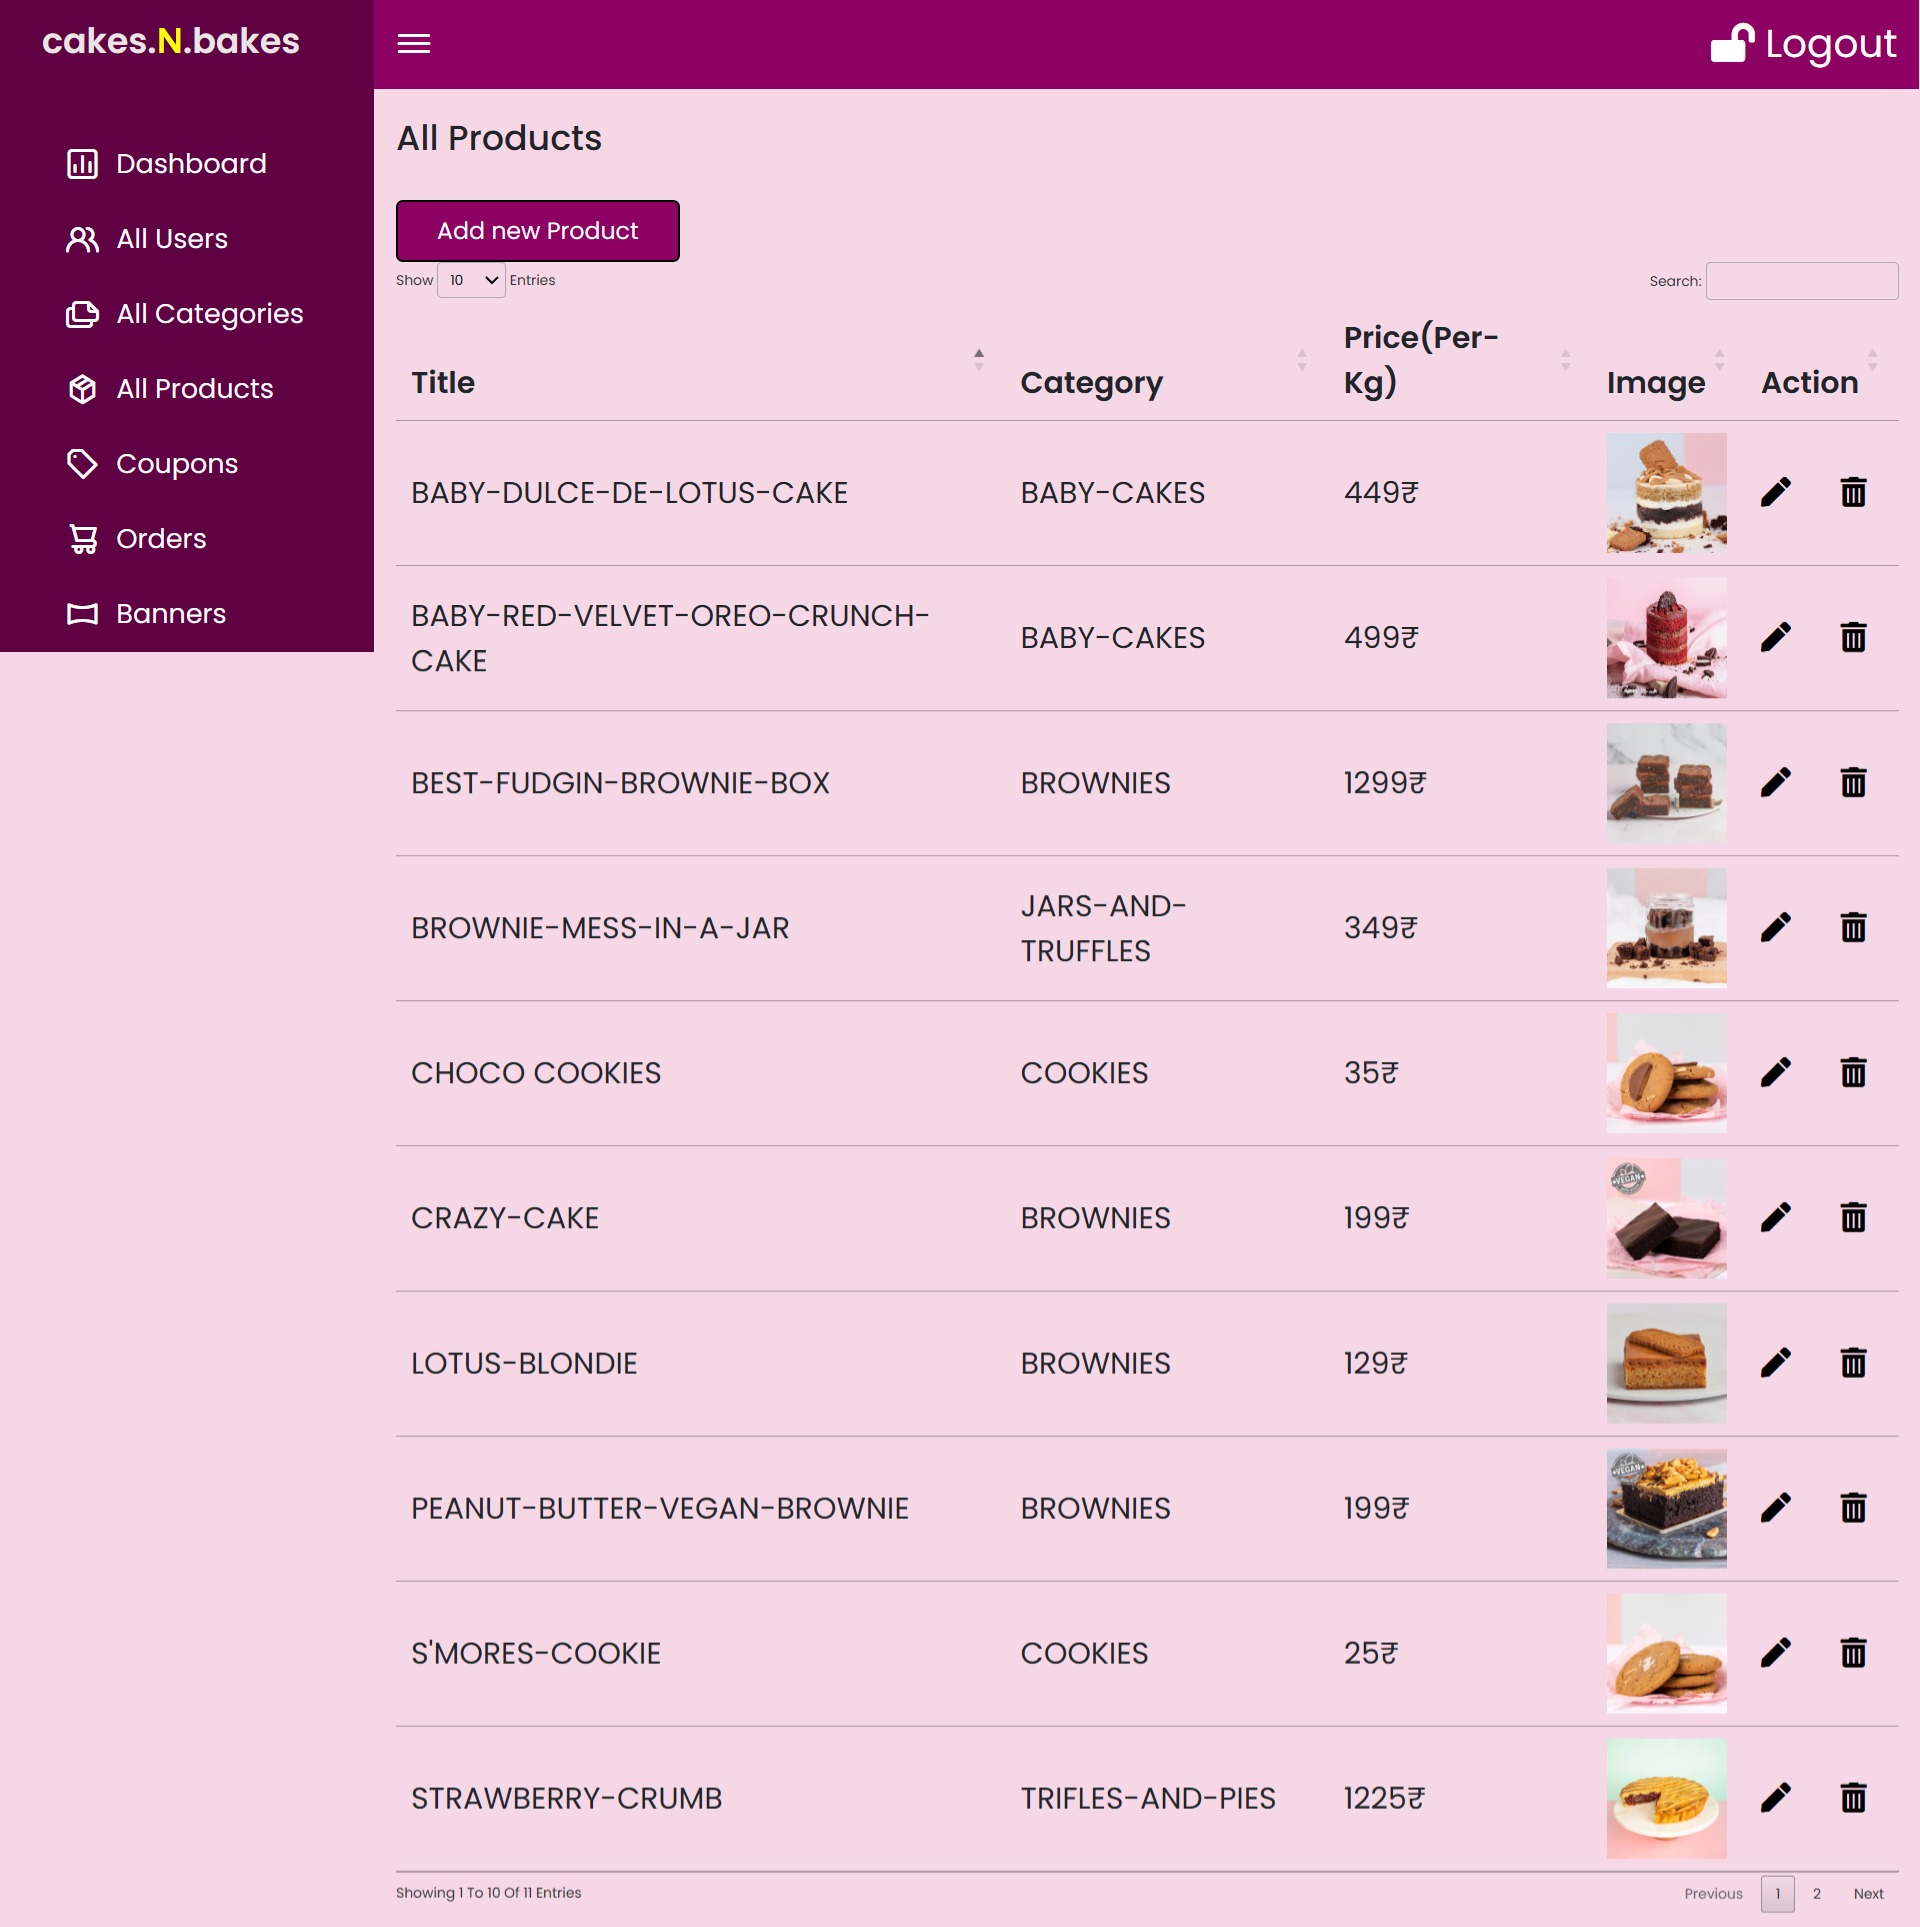 cakes.N.bakes
Logout
Dashboard
All Users
All Categories
All Products
Coupons
Orders
Banners
All Products
Add new Product
Show 10 Entries
Search:
Title Category Price(Per-
Kg) Image Action
BABY-DULCE-DE-LOTUS-CAKE BABY-CAKES 449₹
BABY-RED-VELVET-OREO-CRUNCH-
CAKE BABY-CAKES 499₹
BEST-FUDGIN-BROWNIE-BOX BROWNIES 1299₹
BROWNIE-MESS-IN-A-JAR JARS-AND-
TRUFFLES 349₹
CHOCO COOKIES COOKIES 35₹
CRAZY-CAKE BROWNIES 199₹
VEGAN
LOTUS-BLONDIE BROWNIES 129₹
PEANUT-BUTTER-VEGAN-BROWNIE BROWNIES 199₹
VEGAN
S'MORES-COOKIE COOKIES 25₹
STRAWBERRY-CRUMB TRIFLES-AND-PIES 1225₹
Showing 1 To 10 Of 11 Entries
Previous 1 2 Next